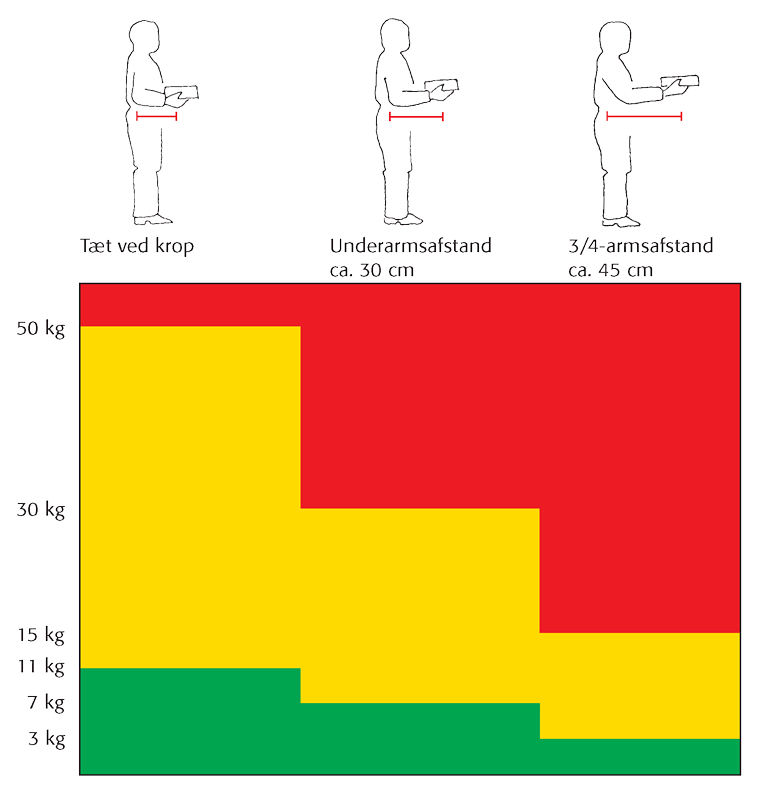 Tæt ved krop
Underarmsafstand
ca. 30 cm
3/4-armsafstand
ca. 45 cm
50 kg
30 kg
15 kg
11 kg
7 kg
3 kg